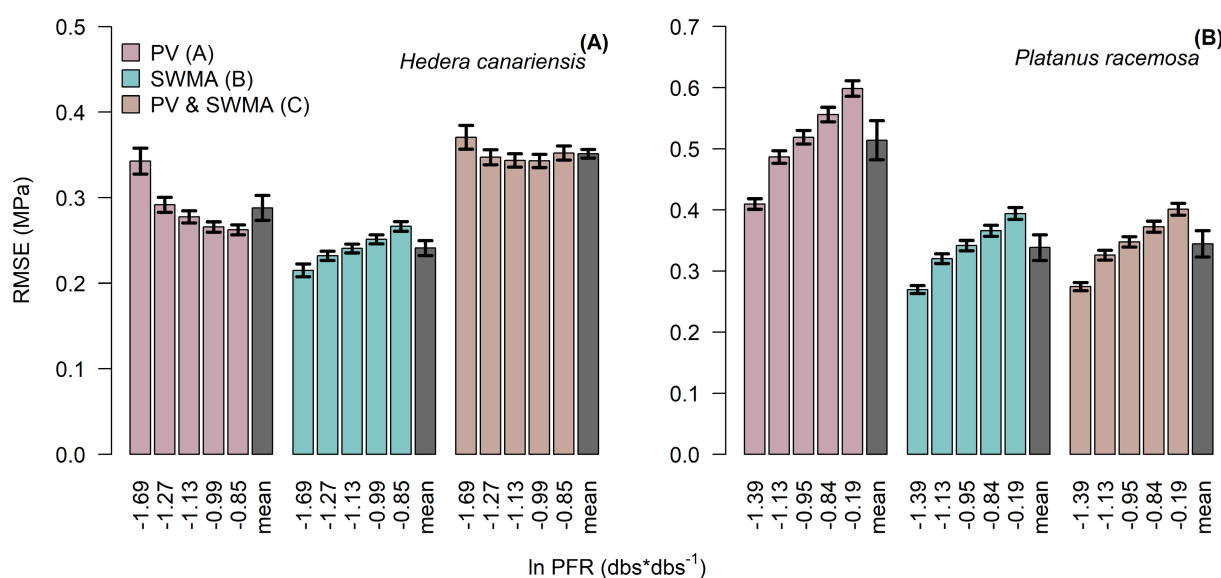 0.5
0.4
0.3
0.2
0.1
0.0
RMSE (MPa)
PV (A)
SWMA (B)
PV & SWMA (C)
(A)
Hedera canariensis
-1.69
-1.27
-1.13
-0.99
-0.85
mean
-1.69
-1.27
-1.13
-0.99
-0.85
mean
-1.69
-1.27
-1.13
-0.99
-0.85
mean
0.7
0.6
0.5
0.4
0.3
0.2
0.1
0.0
(B)
Platanus racemosa
-1.39
-1.13
-0.95
-0.84
-0.19
mean
-1.39
-1.13
-0.95
-0.84
-0.19
mean
-1.39
-1.13
-0.95
-0.84
-0.19
mean
ln PFR (dbs*dbs⁻¹)